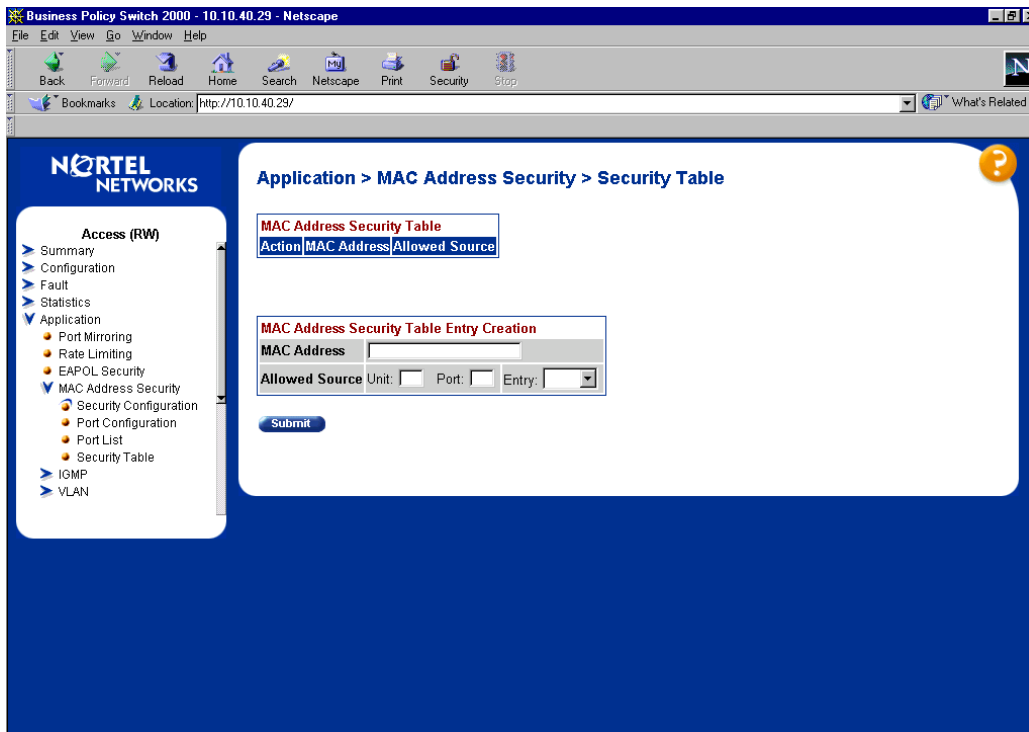 Business Policy Switch 2000 - 10.10.40.29 - Netscape
File Edit View Go Window Help
Back Forward Reload Home Search Netscape Print Security Stop
Bookmarks Location: http://10.10.40.29/ What's Related
NORTEL
NETWORKS
Access (RW)
Summary
Configuration
Fault
Statistics
Application
Port Mirroring
Rate Limiting
EAPOL Security
MAC Address Security
Security Configuration
Port Configuration
Port List
Security Table
IGMP
VLAN
Application > MAC Address Security > Security Table
MAC Address Security Table
Action MAC Address Allowed Source
MAC Address Security Table Entry Creation
MAC Address
Allowed Source Unit: Port: Entry:
Submit